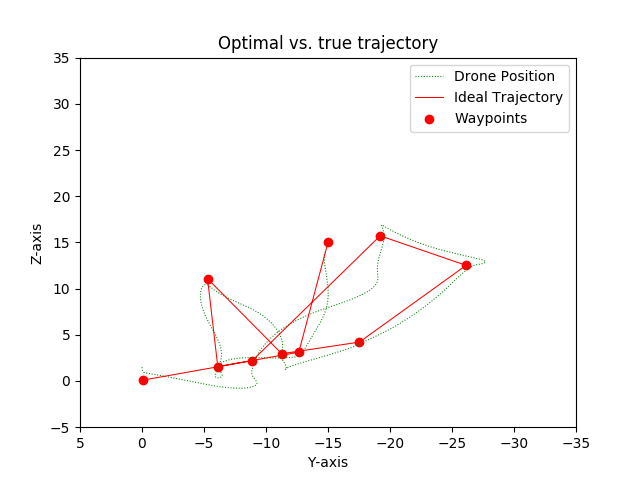 Optimal vs. true trajectory
Drone Position
Ideal Trajectory
Waypoints
Z-axis
35
30
25
20
15
10
5
0
−5
5 0 −5 −10 −15 −20 −25 −30 −35
Y-axis